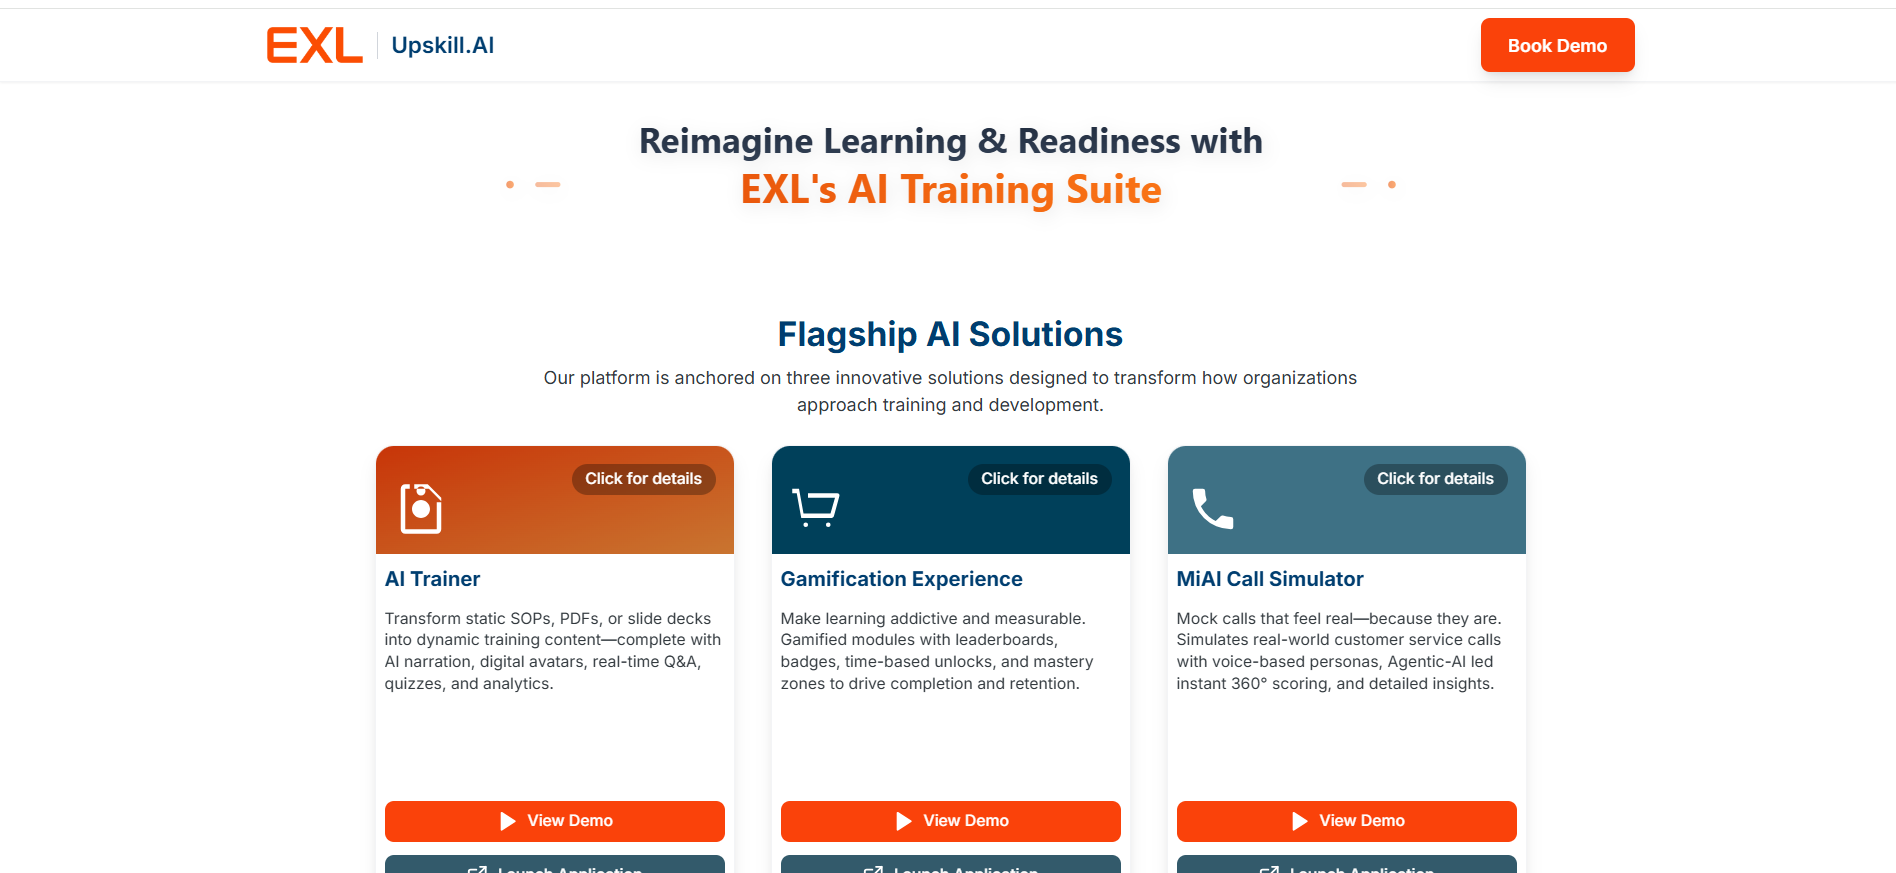 EXL
Upskill.AI
Book Demo
Reimagine Learning & Readiness with
EXL's AI Training Suite
Flagship AI Solutions
Our platform is anchored on three innovative solutions designed to transform how organizations
approach training and development.
Click for details
AI Trainer
Transform static SOPs, PDFs, or slide decks
into dynamic training content—complete with
AI narration, digital avatars, real-time Q&A,
quizzes, and analytics.
View Demo
Launch Application
Click for details
Gamification Experience
Make learning addictive and measurable.
Gamified modules with leaderboards,
badges, time-based unlocks, and mastery
zones to drive completion and retention.
View Demo
Launch Application
Click for details
MiAI Call Simulator
Mock calls that feel real—because they are.
Simulates real-world customer service calls
with voice-based personas, Agentic-AI led
instant 360° scoring, and detailed insights.
View Demo
Launch Application